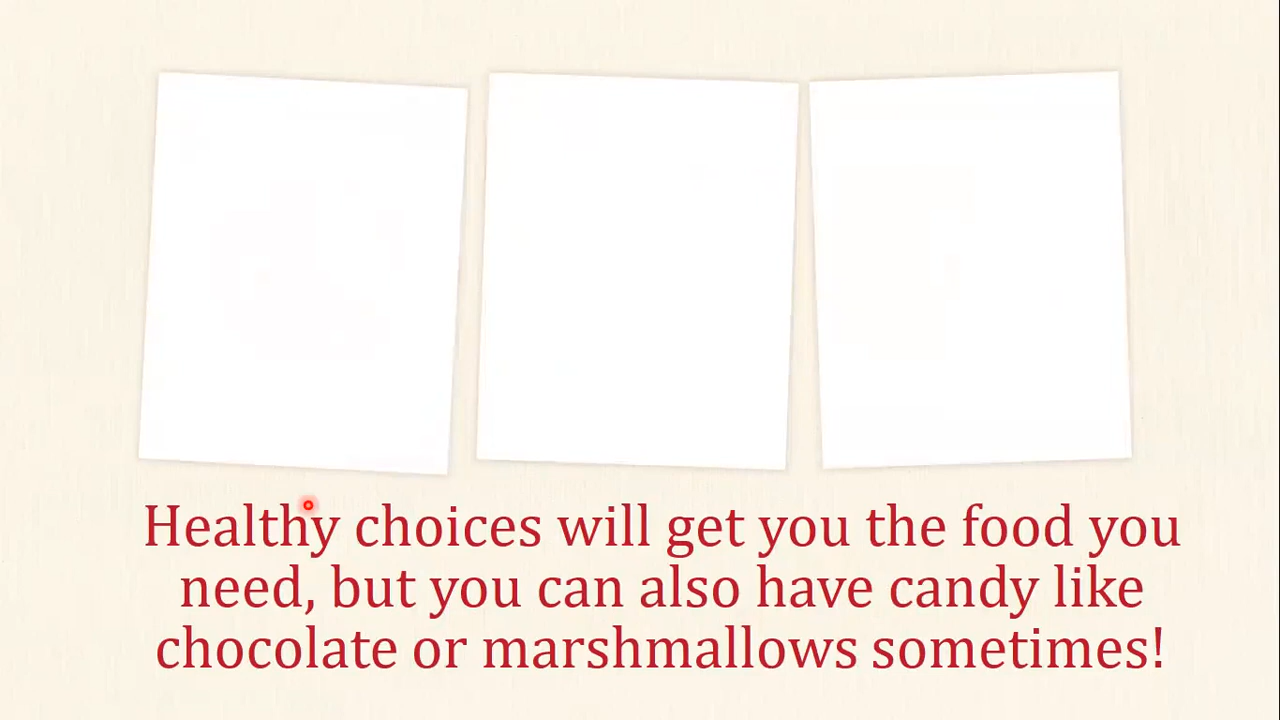 Healthy choices will get you the food you
need, but you can also have candy like
chocolate or marshmallows sometimes!